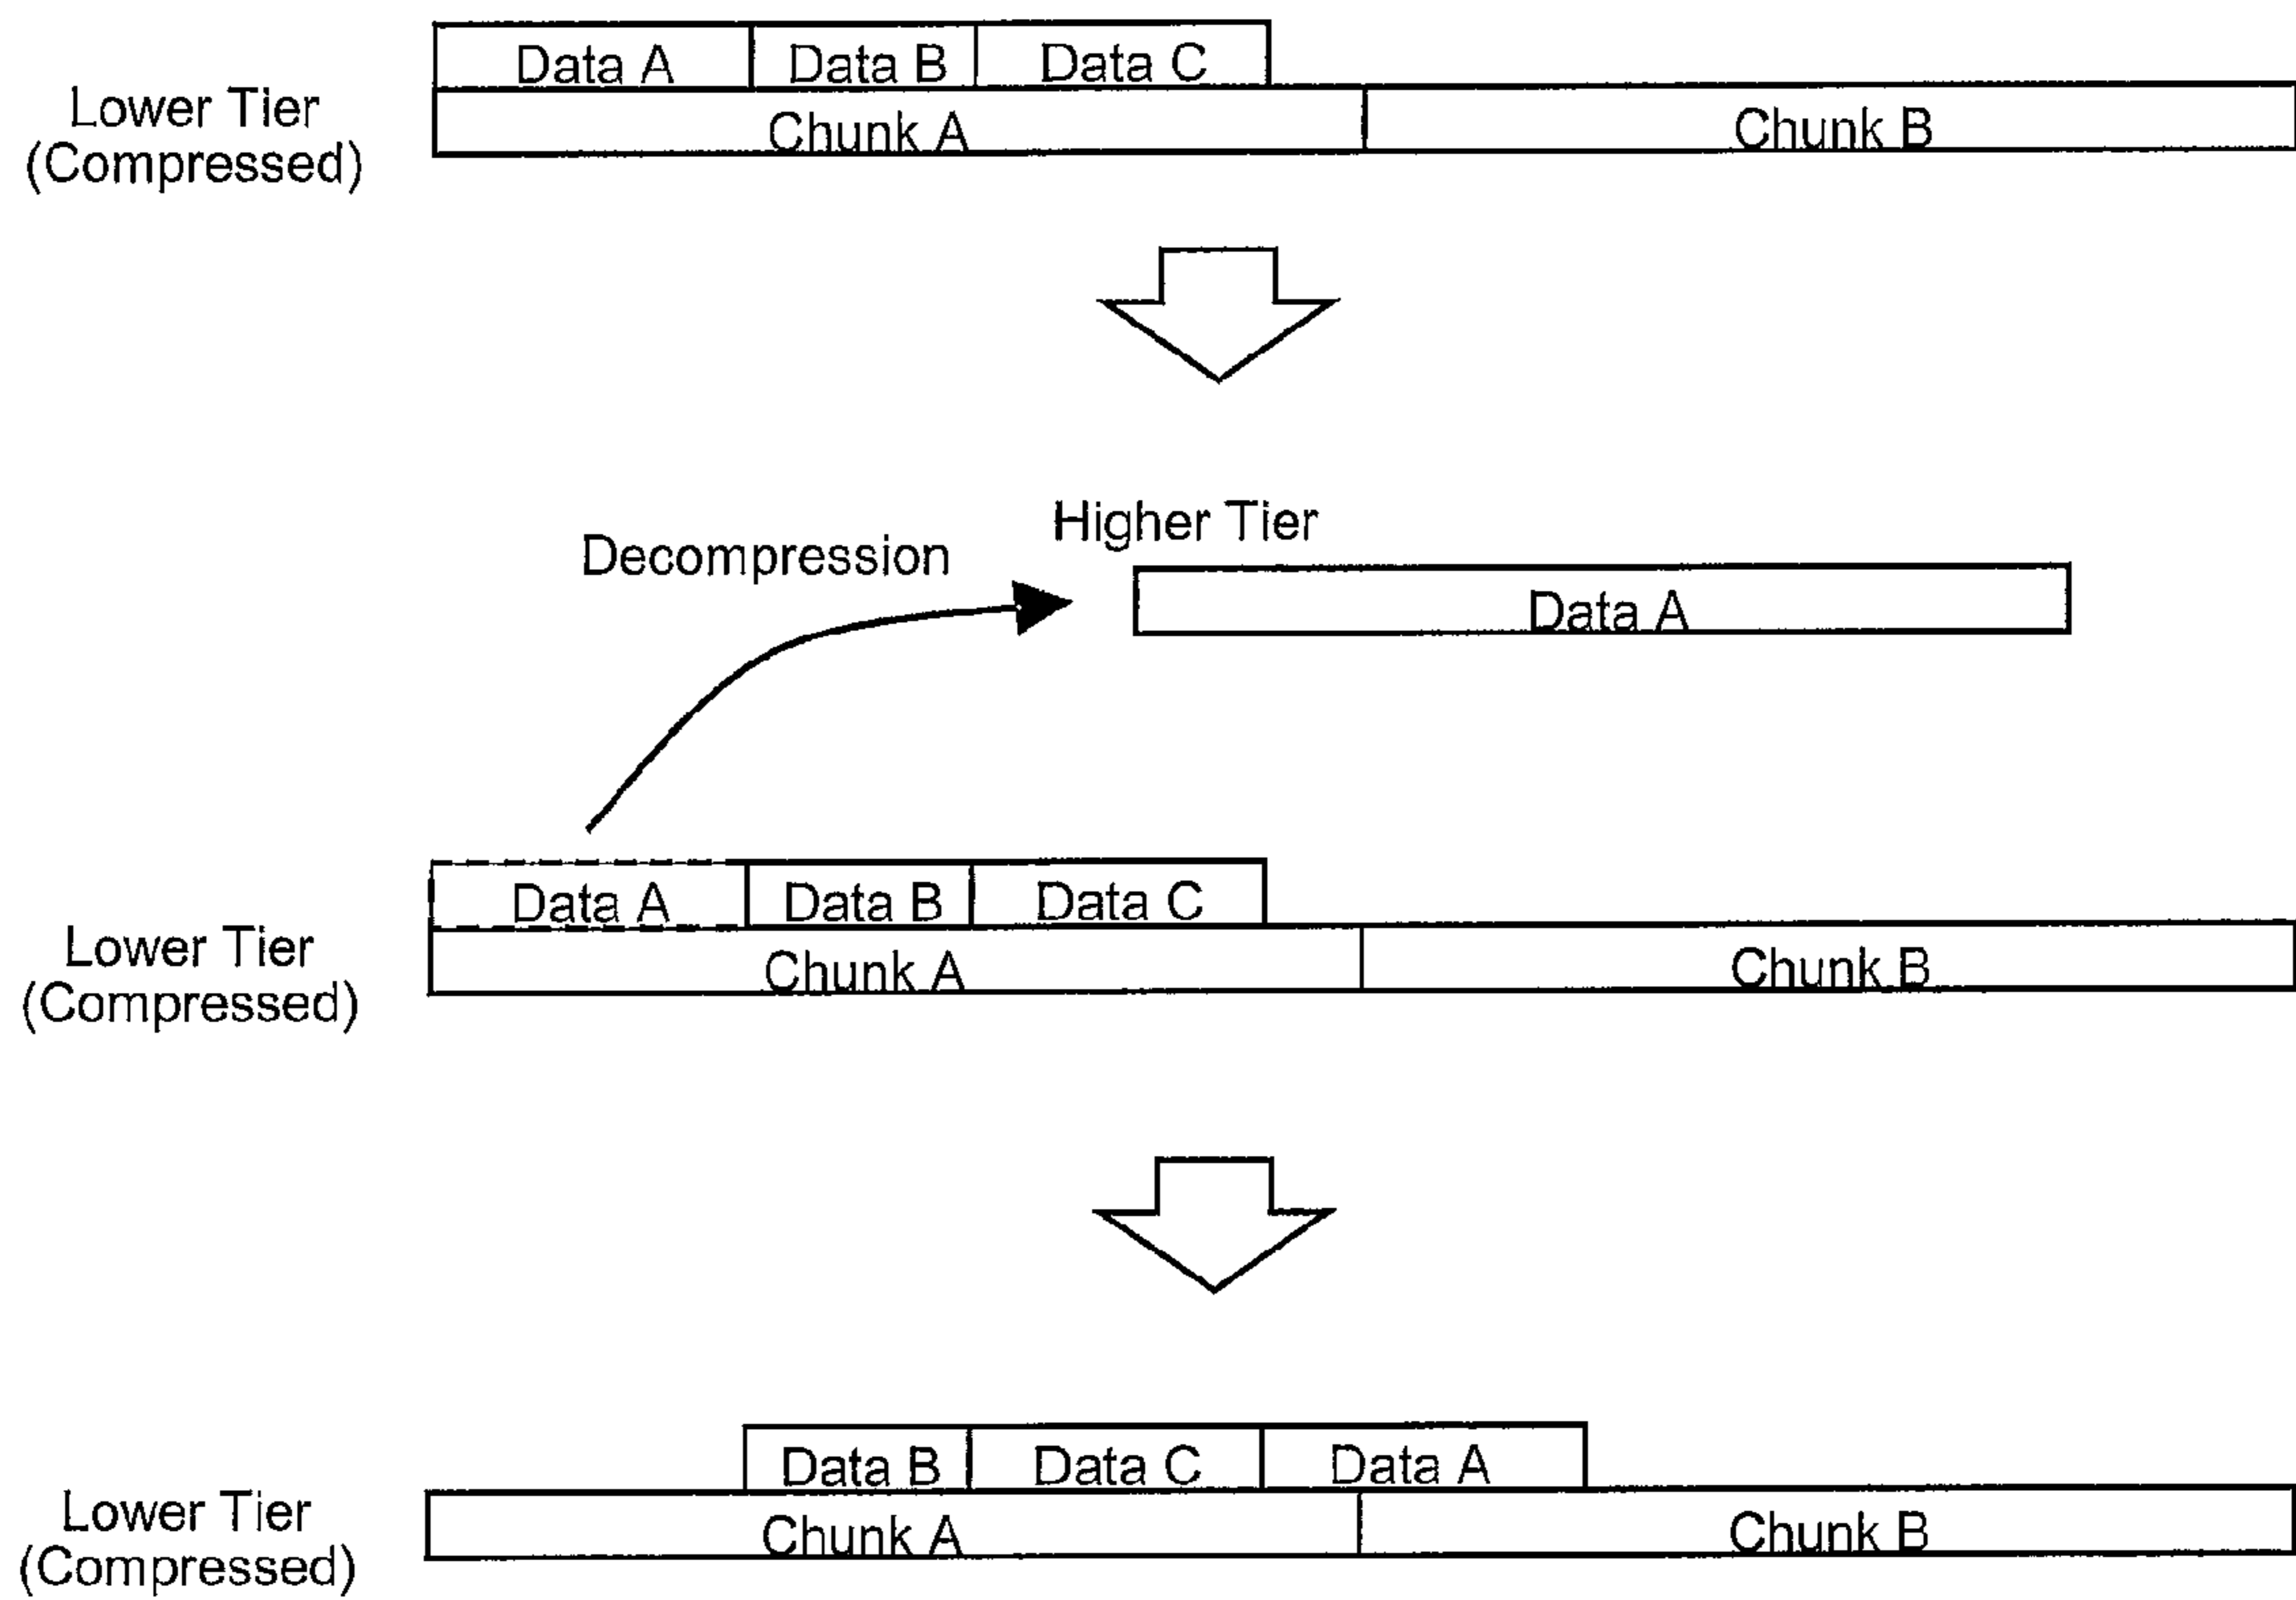 Data A Data B Data C
Lower Tier
(Compressed)
Chunk A Chunk B
Higher Tier
Decompression
Data A
Data A Data B Data C
Lower Tier
(Compressed)
Chunk A Chunk B
Data B Data C Data A
Lower Tier
(Compressed)
Chunk A Chunk B